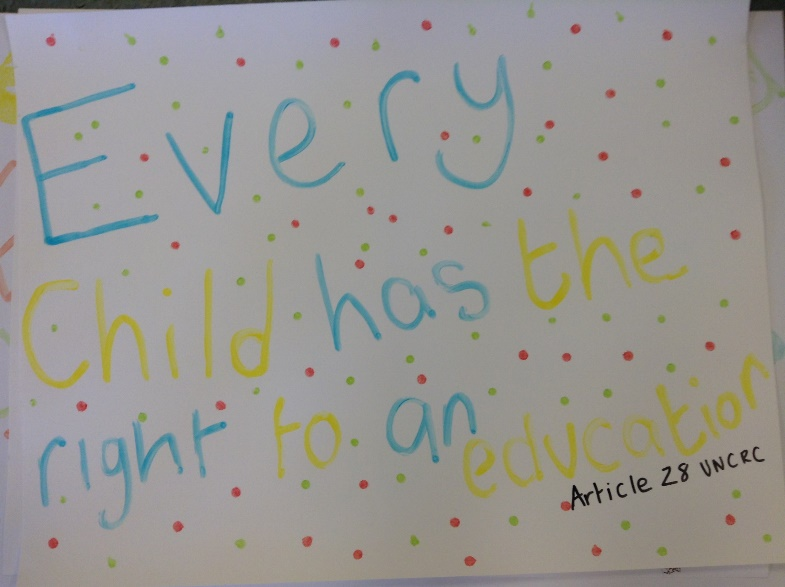 Every
Child has the
right to an education
Article 28 UNCRC